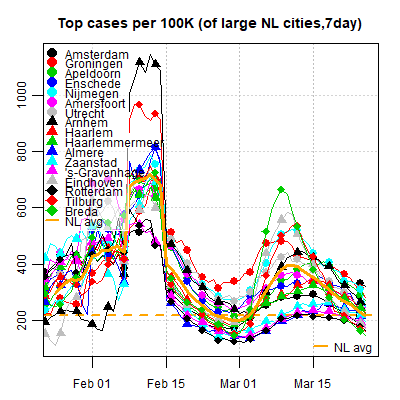 Top cases per 100K (of large NL cities,7day)
Amsterdam
Groningen
Apeldoorn
Enschede
Nijmegen
Amersfoort
Utrecht
Arnhem
Haarlem
Haarlemmermeer
Almere
Zaanstad
's-Gravenhage
Eindhoven
Rotterdam
Tilburg
Breda
NL avg
200
400
600
800
1000
NL avg
Feb 01
Feb 15
Mar 01
Mar 15